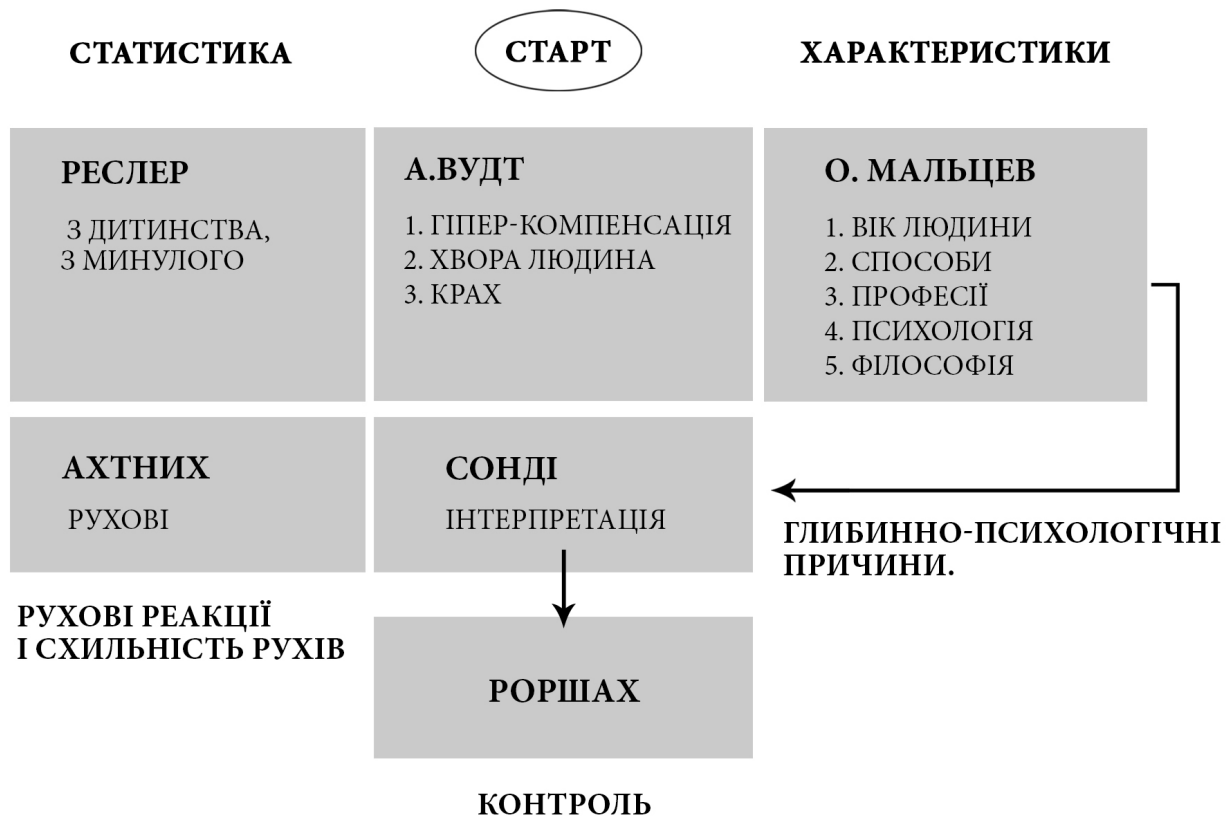 СТАТИСТИКА
СТАРТ
ХАРАКТЕРИСТИКИ
РЕСЛЕР
З ДИТИНСТВА,
З МИНУЛОГО
А.ВУДТ
1. ГІПЕР-КОМПЕНСАЦІЯ
2. ХВОРА ЛЮДИНА
3. КРАХ
О. МАЛЬЦЕВ
1. ВІК ЛЮДИНИ
2. СПОСОБИ
3. ПРОФЕСІЇ
4. ПСИХОЛОГІЯ
5. ФІЛОСОФІЯ
АХТНИХ
РУХОВІ
СОНДІ
ІНТЕРПРЕТАЦІЯ
ГЛИБИННО-ПСИХОЛОГІЧНІ
ПРИЧИНИ.
РУХОВІ РЕАКЦІЇ
І СХИЛЬНІСТЬ РУХІВ
РОРШАХ
КОНТРОЛЬ